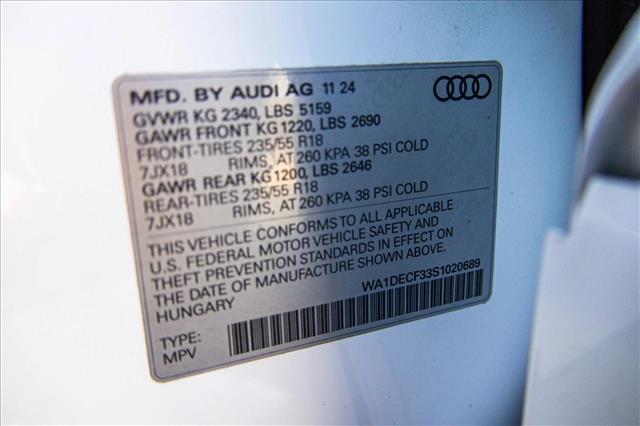 MFD. BY AUDI AG 11 24
GVWR KG 2340, LBS 5159
GAWR FRONT KG 1220, LBS 2690
FRONT-TIRES 235/55 R18
7JX18 RIMS, AT 260 KPA 38 PSI COLD
GAWR REAR KG 1200, LBS 2646
REAR-TIRES 235/55 R18
7JX18 RIMS, AT 260 KPA 38 PSI COLD
THIS VEHICLE CONFORMS TO ALL APPLICABLE
U.S. FEDERAL MOTOR VEHICLE SAFETY AND
THEFT PREVENTION STANDARDS IN EFFECT ON
THE DATE OF MANUFACTURE SHOWN ABOVE.
HUNGARY WA1DECF33S1020689
TYPE:
MPV